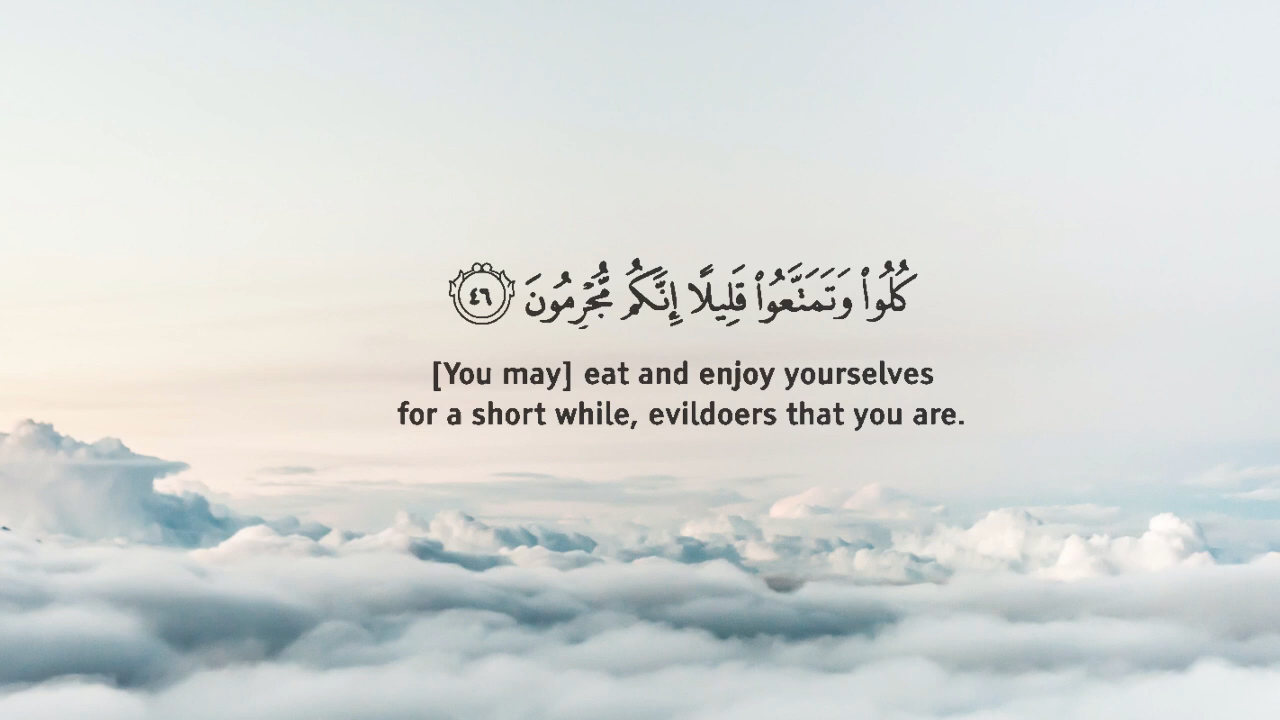 كُلُوا۟ وَتَمَتَّعُوا۟ قَلِيلًا إِنَّكُم مُّجْرِمُونَ ٤٦
[You may] eat and enjoy yourselves
for a short while, evildoers that you are.